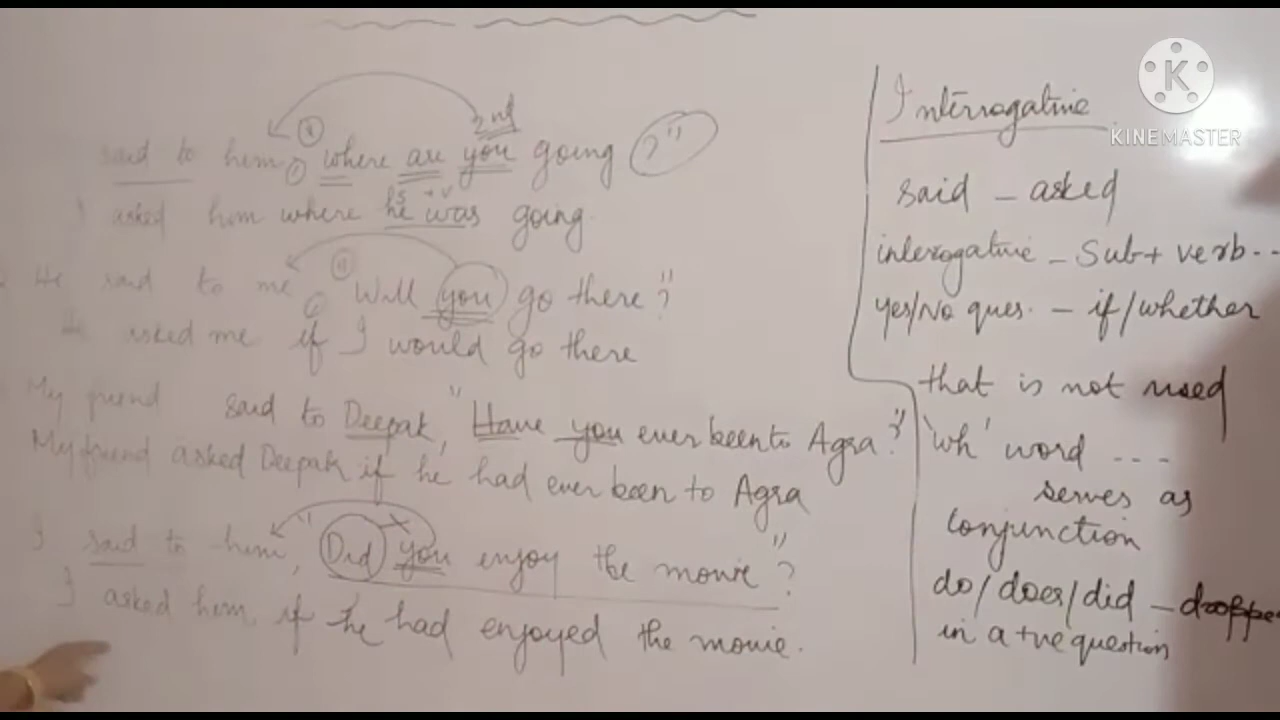 said to him, "where are you going ?"
2nd
I asked him where he was going.
S + V
He said to me, "Will you go there?"
He asked me if I would go there
My friend said to Deepak, "Have you ever been to Agra?"
My friend asked Deepak if he had ever been to Agra
I said to him, "Did you enjoy the movie"?
I asked him if he had enjoyed the movie.
Interrogative
said - asked
interogative - Sub + verb...
yes/No ques. - if/whether
that is not used
'wh' word ...
serves as
conjunction
do/does/did - droppe
in a +ve question
KINEMASTER